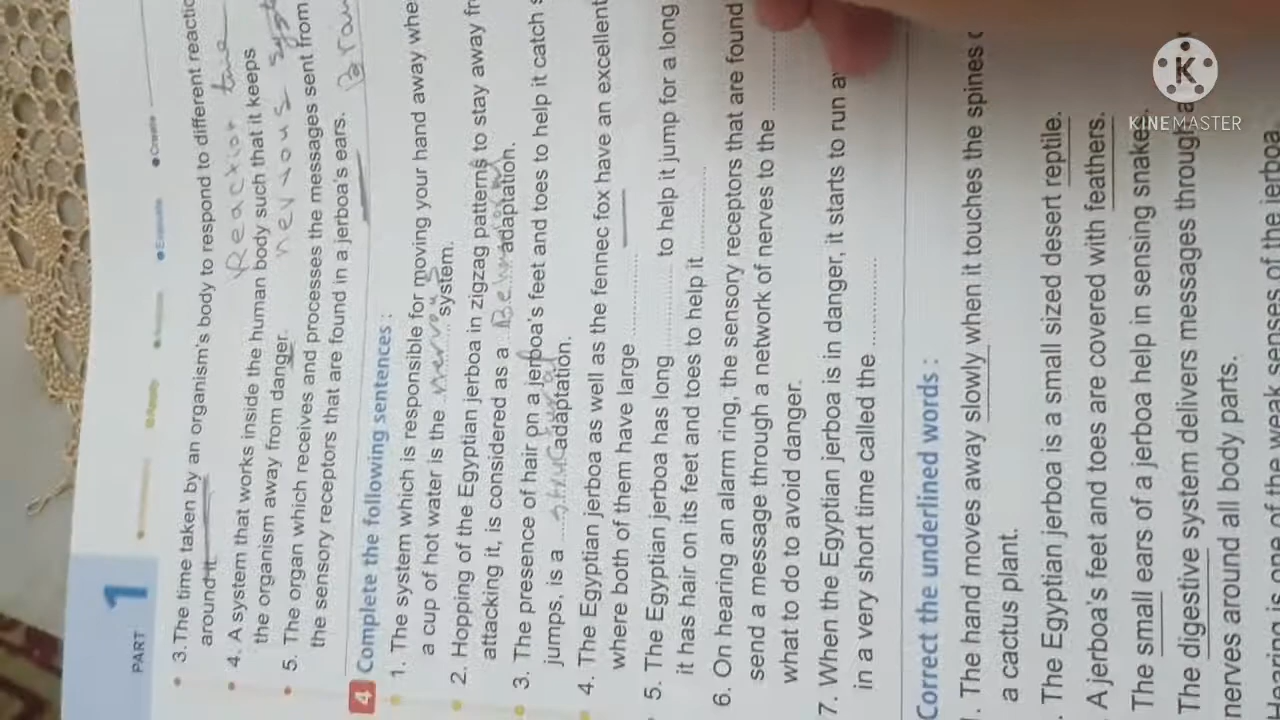 PART 1
• Evaluate
• Create
3. The time taken by an organism's body to respond to different reactio
around it.
Reaction time
4. A system that works inside the human body such that it keeps
the organism away from danger.
5. The organ which receives and processes the messages sent from
the sensory receptors that are found in a jerboa's ears.
4 Complete the following sentences :
1. The system which is responsible for moving your hand away whe
a cup of hot water is the nervous system.
2. Hopping of the Egyptian jerboa in zigzag patterns to stay away fr
attacking it, is considered as a adaptation.
3. The presence of hair on a jerboa's feet and toes to help it catch s
jumps, is a adaptation.
4. The Egyptian jerboa as well as the fennec fox have an excellent
where both of them have large ............
5. The Egyptian jerboa has long ............ to help it jump for a long
it has hair on its feet and toes to help it ............
6. On hearing an alarm ring, the sensory receptors that are found
send a message through a network of nerves to the ............
what to do to avoid danger.
7. When the Egyptian jerboa is in danger, it starts to run a
in a very short time called the ............
Correct the underlined words :
. The hand moves away slowly when it touches the spines
a cactus plant.
. The Egyptian jerboa is a small sized desert reptile.
A jerboa's feet and toes are covered with feathers.
The small ears of a jerboa help in sensing snakes.
The digestive system delivers messages through
nerves around all body parts.
Hearing is one of the weak senses of the jerboa.
K
KINEMASTER